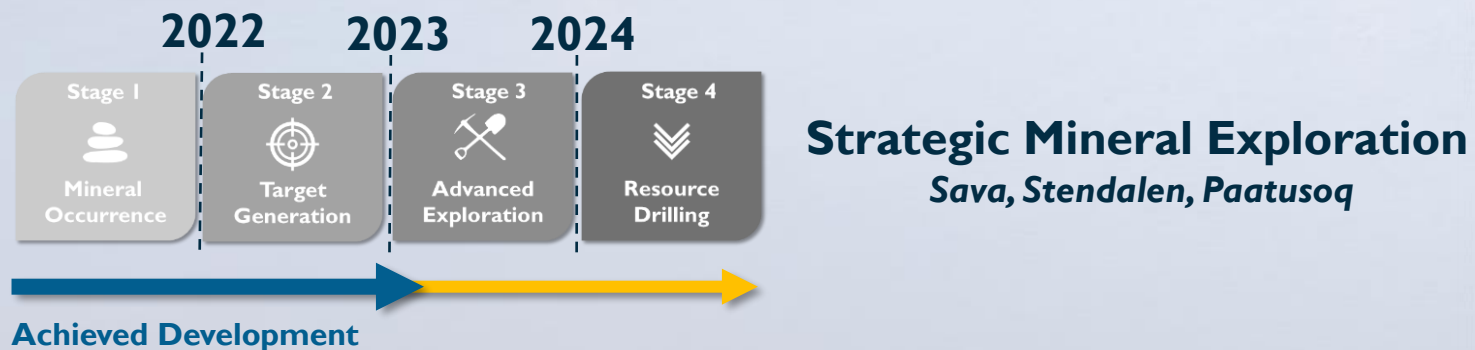 2022 2023 2024
Stage 1
Mineral
Occurrence
Stage 2
Target
Generation
Stage 3
Advanced
Exploration
Stage 4
Resource
Drilling
Achieved Development
Strategic Mineral Exploration
Sava, Stendalen, Paatusoq